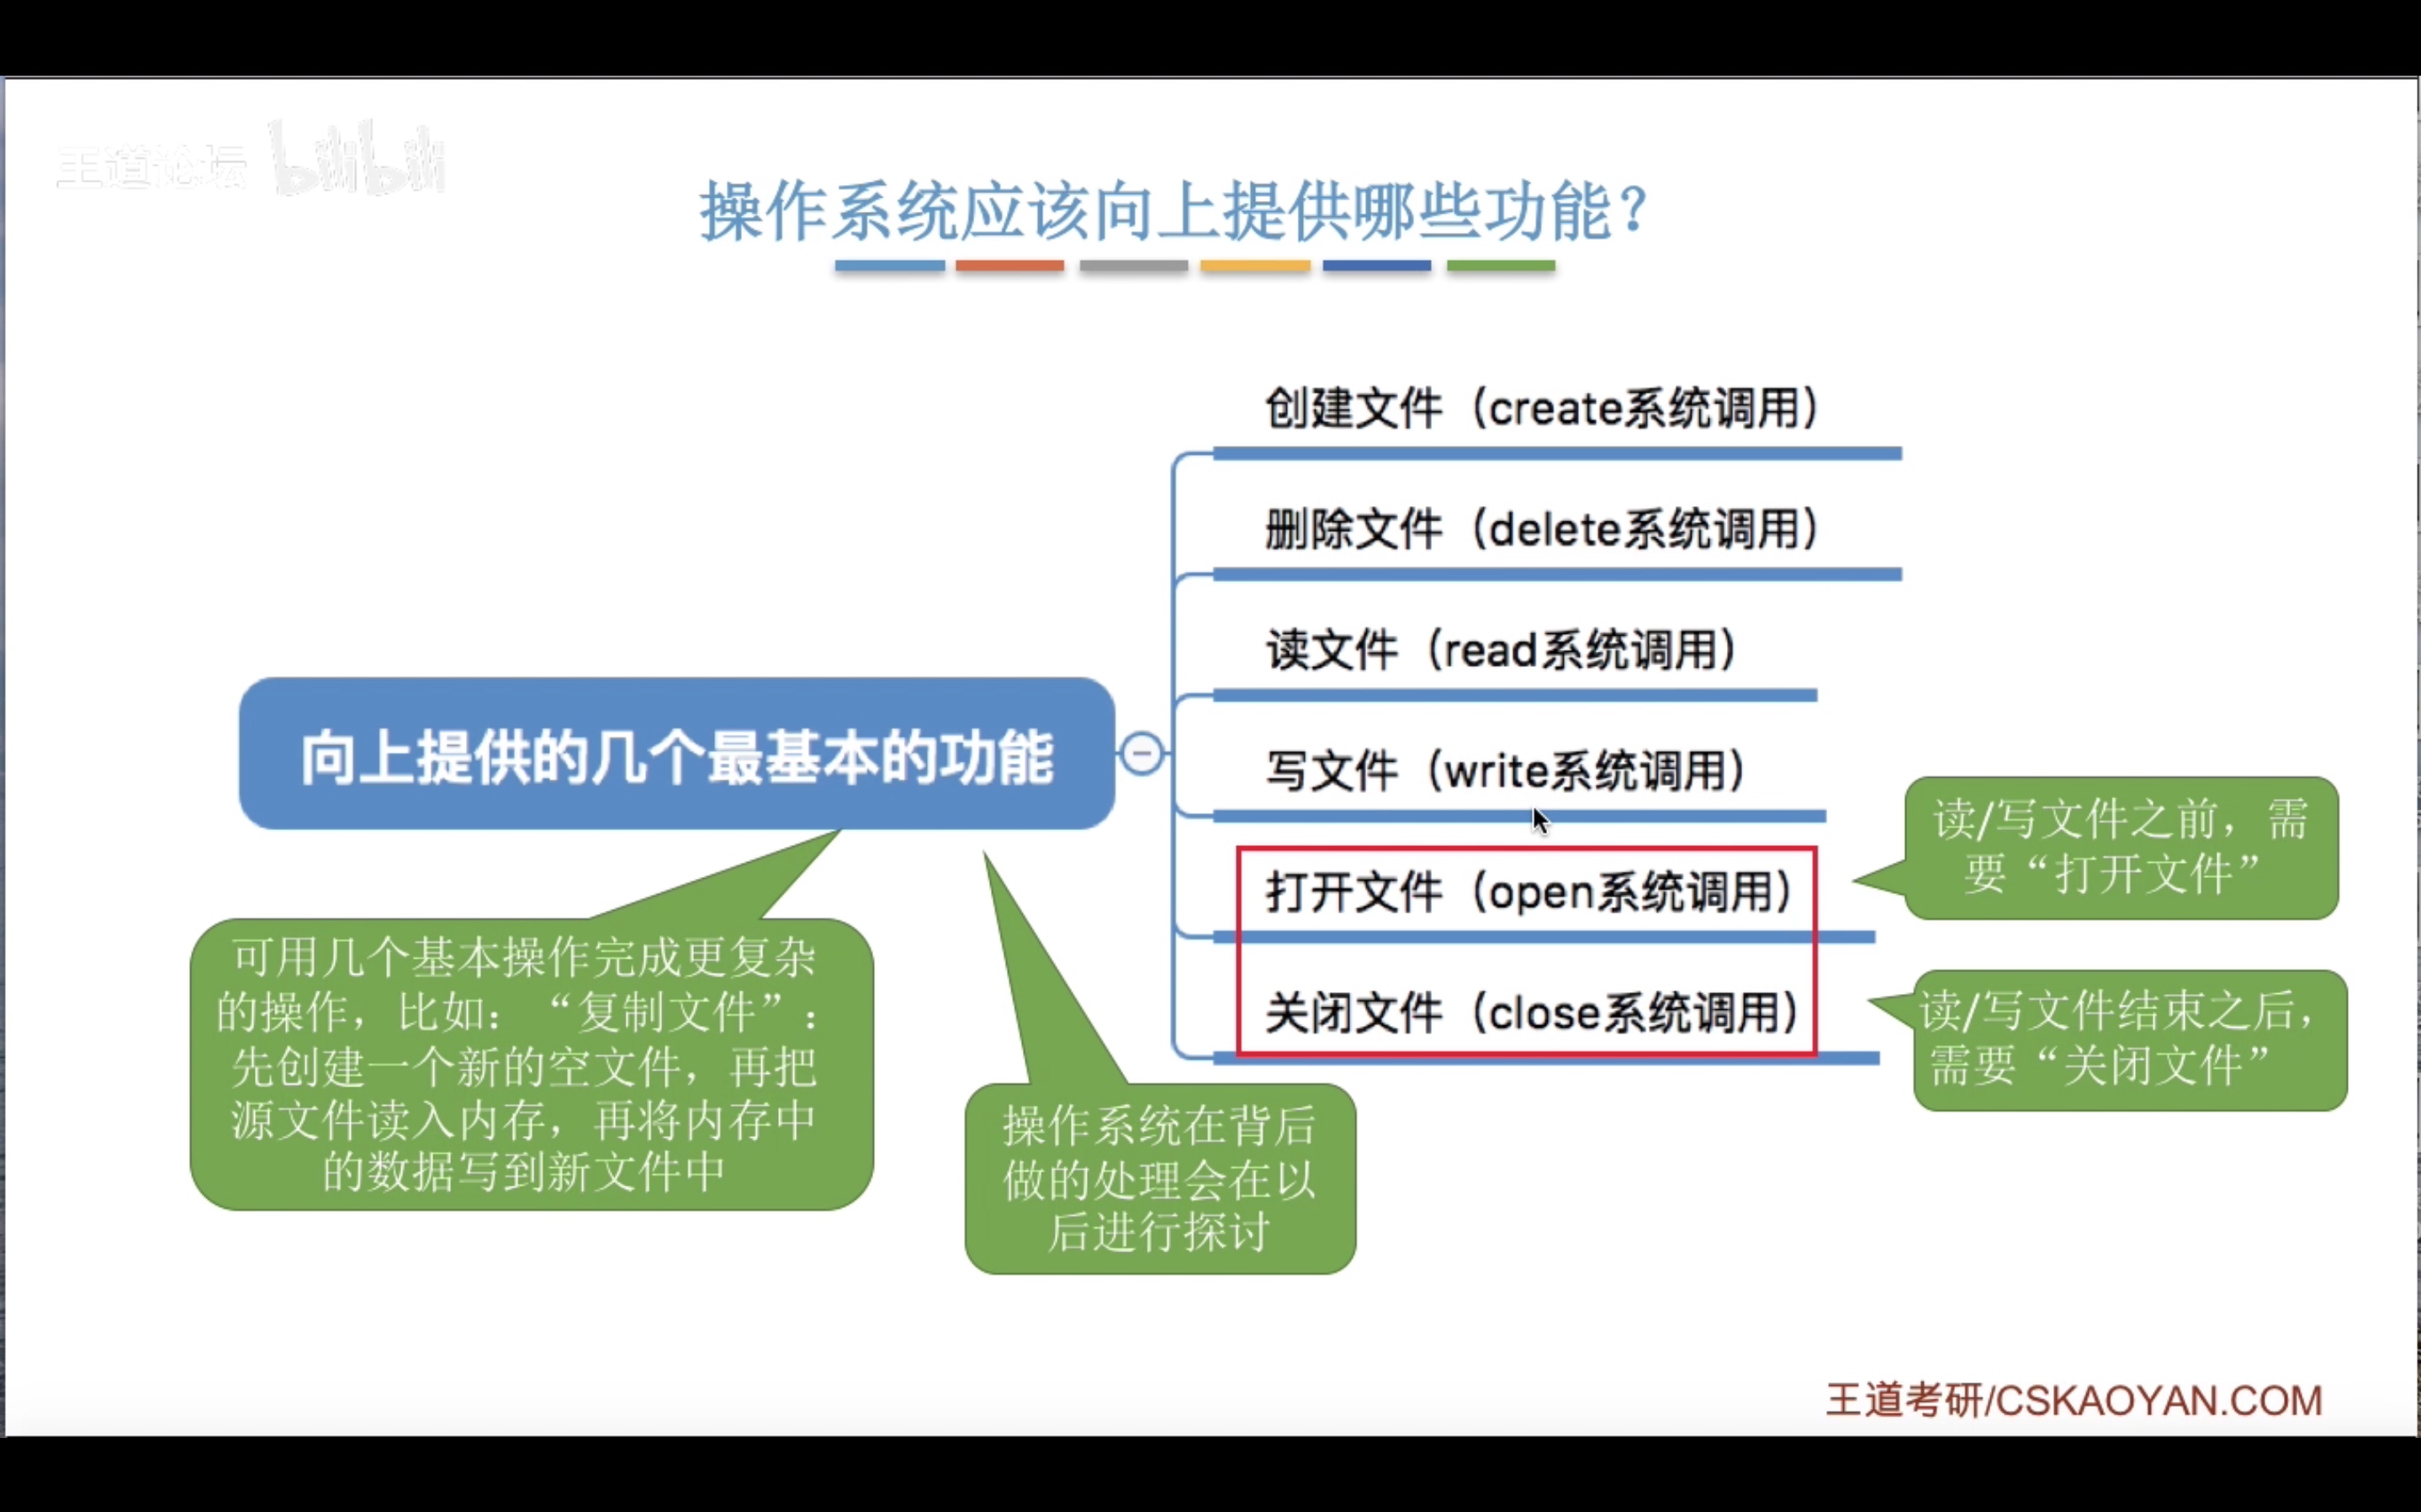 王道论坛 bilibili
操作系统应该向上提供哪些功能？
创建文件（create系统调用）
删除文件（delete系统调用）
读文件（read系统调用）
向上提供的几个最基本的功能
写文件（write系统调用）
打开文件（open系统调用）
关闭文件（close系统调用）
读/写文件之前，需
要“打开文件”
读/写文件结束之后，
需要“关闭文件”
可用几个基本操作完成更复杂
的操作，比如：“复制文件”：
先创建一个新的空文件，再把
源文件读入内存，再将内存中
的数据写到新文件中
操作系统在背后
做的处理会在以
后进行探讨
王道考研/CSKAOYAN.COM